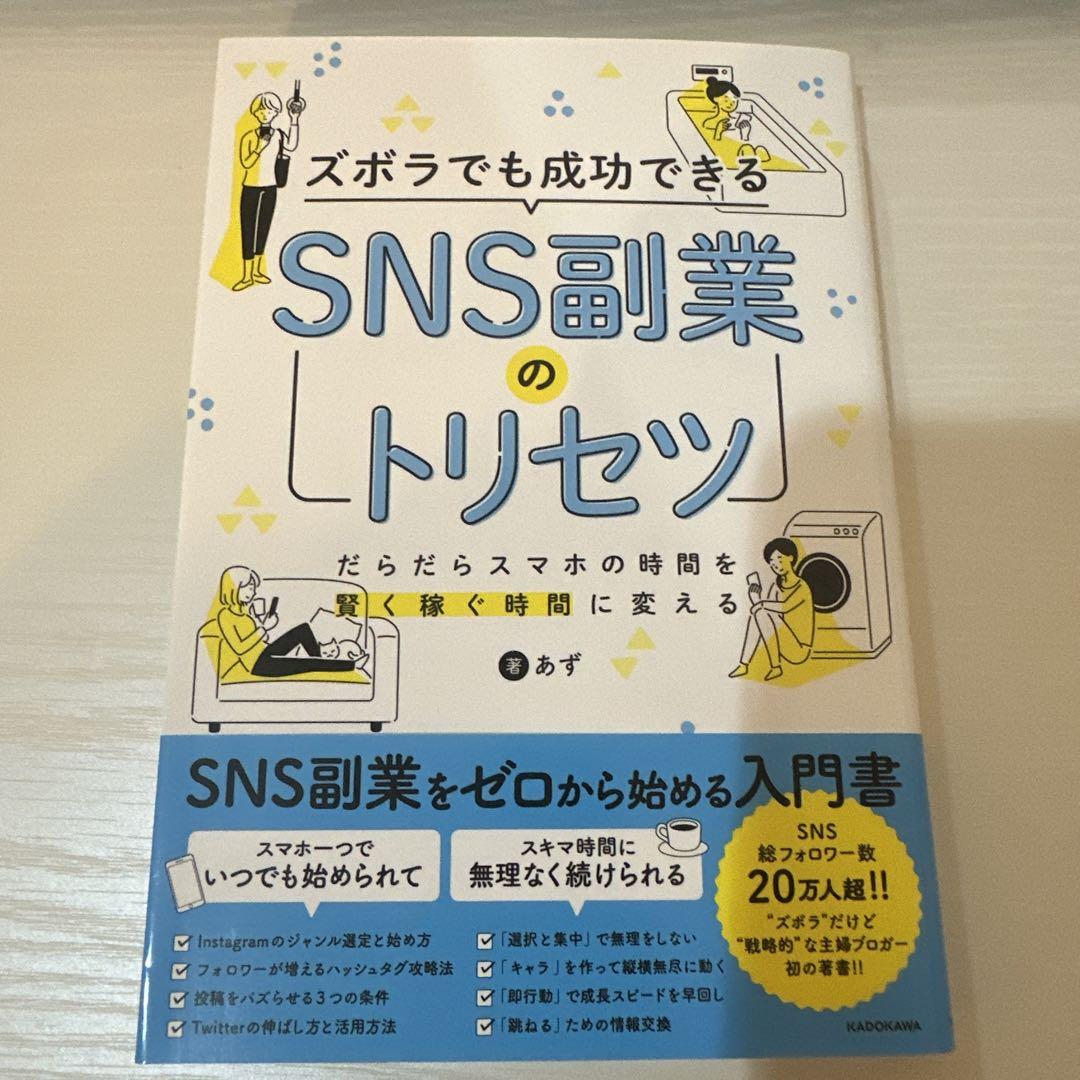 ズボラでも成功できる
SNS副業
の
トリセツ
だらだらスマホの時間を
賢く稼ぐ時間に変える
著 あず
SNS副業をゼロから始める入門書
スマホ一つで
いつでも始められて
スキマ時間に
無理なく続けられる
SNS
総フォロワー数
20万人超!!
“ズボラ”だけど
“戦略的”な主婦ブロガー
初の著書!!
Instagramのジャンル選定と始め方
フォロワーが増えるハッシュタグ攻略法
投稿をバズらせる3つの条件
Twitterの伸ばし方と活用方法
「選択と集中」で無理をしない
「キャラ」を作って縦横無尽に動く
「即行動」で成長スピードを早回し
「跳ねる」ための情報交換
KADOKAWA